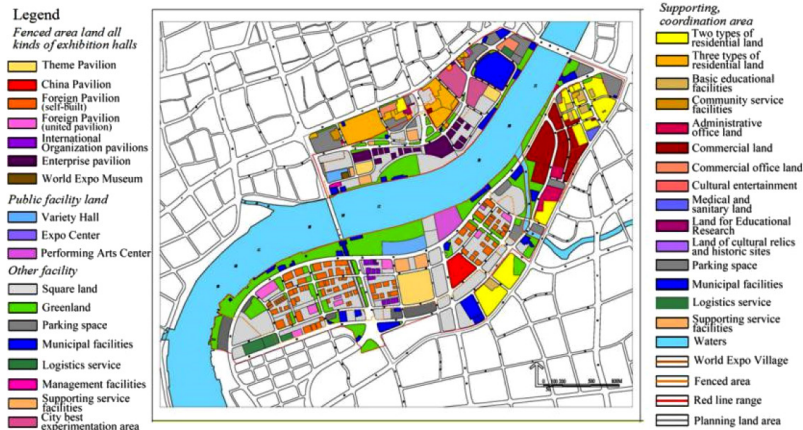 Legend
Fenced area land all
kinds of exhibition halls
Theme Pavilion
China Pavilion
Foreign Pavilion
(self-built)
Foreign Pavilion
(united pavilion)
International
Organization pavilions
Enterprise pavilion
World Expo Museum
Public facility land
Variety Hall
Expo Center
Performing Arts Center
Other facility
Square land
Greenland
Parking space
Municipal facilities
Logistics service
Management facilities
Supporting service
facilities
City best
experimentation area
Supporting,
coordination area
Two types of
residential land
Three types of
residential land
Basic educational
facilities
Community service
facilities
Administrative
office land
Commercial land
Commercial office land
Cultural entertainment
Medical and
sanitary land
Land for Educational
Research
Land of cultural relics
and historic sites
Parking space
Municipal facilities
Logistics service
Supporting service
facilities
Waters
World Expo Village
Fenced area
Red line range
Planning land area